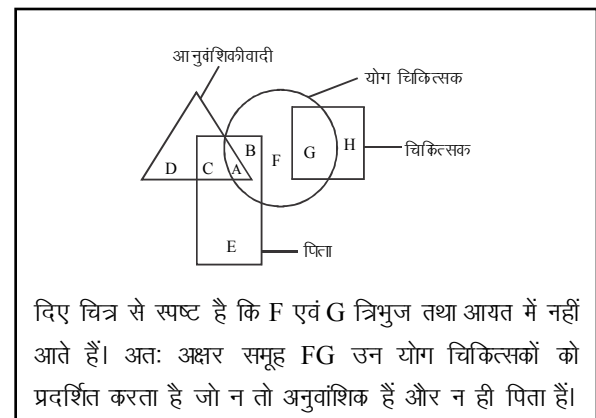 आनुवंशिकीवादी
योग चिकित्सक
B
F
G
H
चिकित्सक
D
C
A
E
पिता
दिए चित्र से स्पष्ट है कि F एवं G त्रिभुज तथा आयत में नहीं
आते हैं। अत: अक्षर समूह FG उन योग चिकित्सकों को
प्रदर्शित करता है जो न तो अनुवांशिक हैं और न ही पिता हैं।